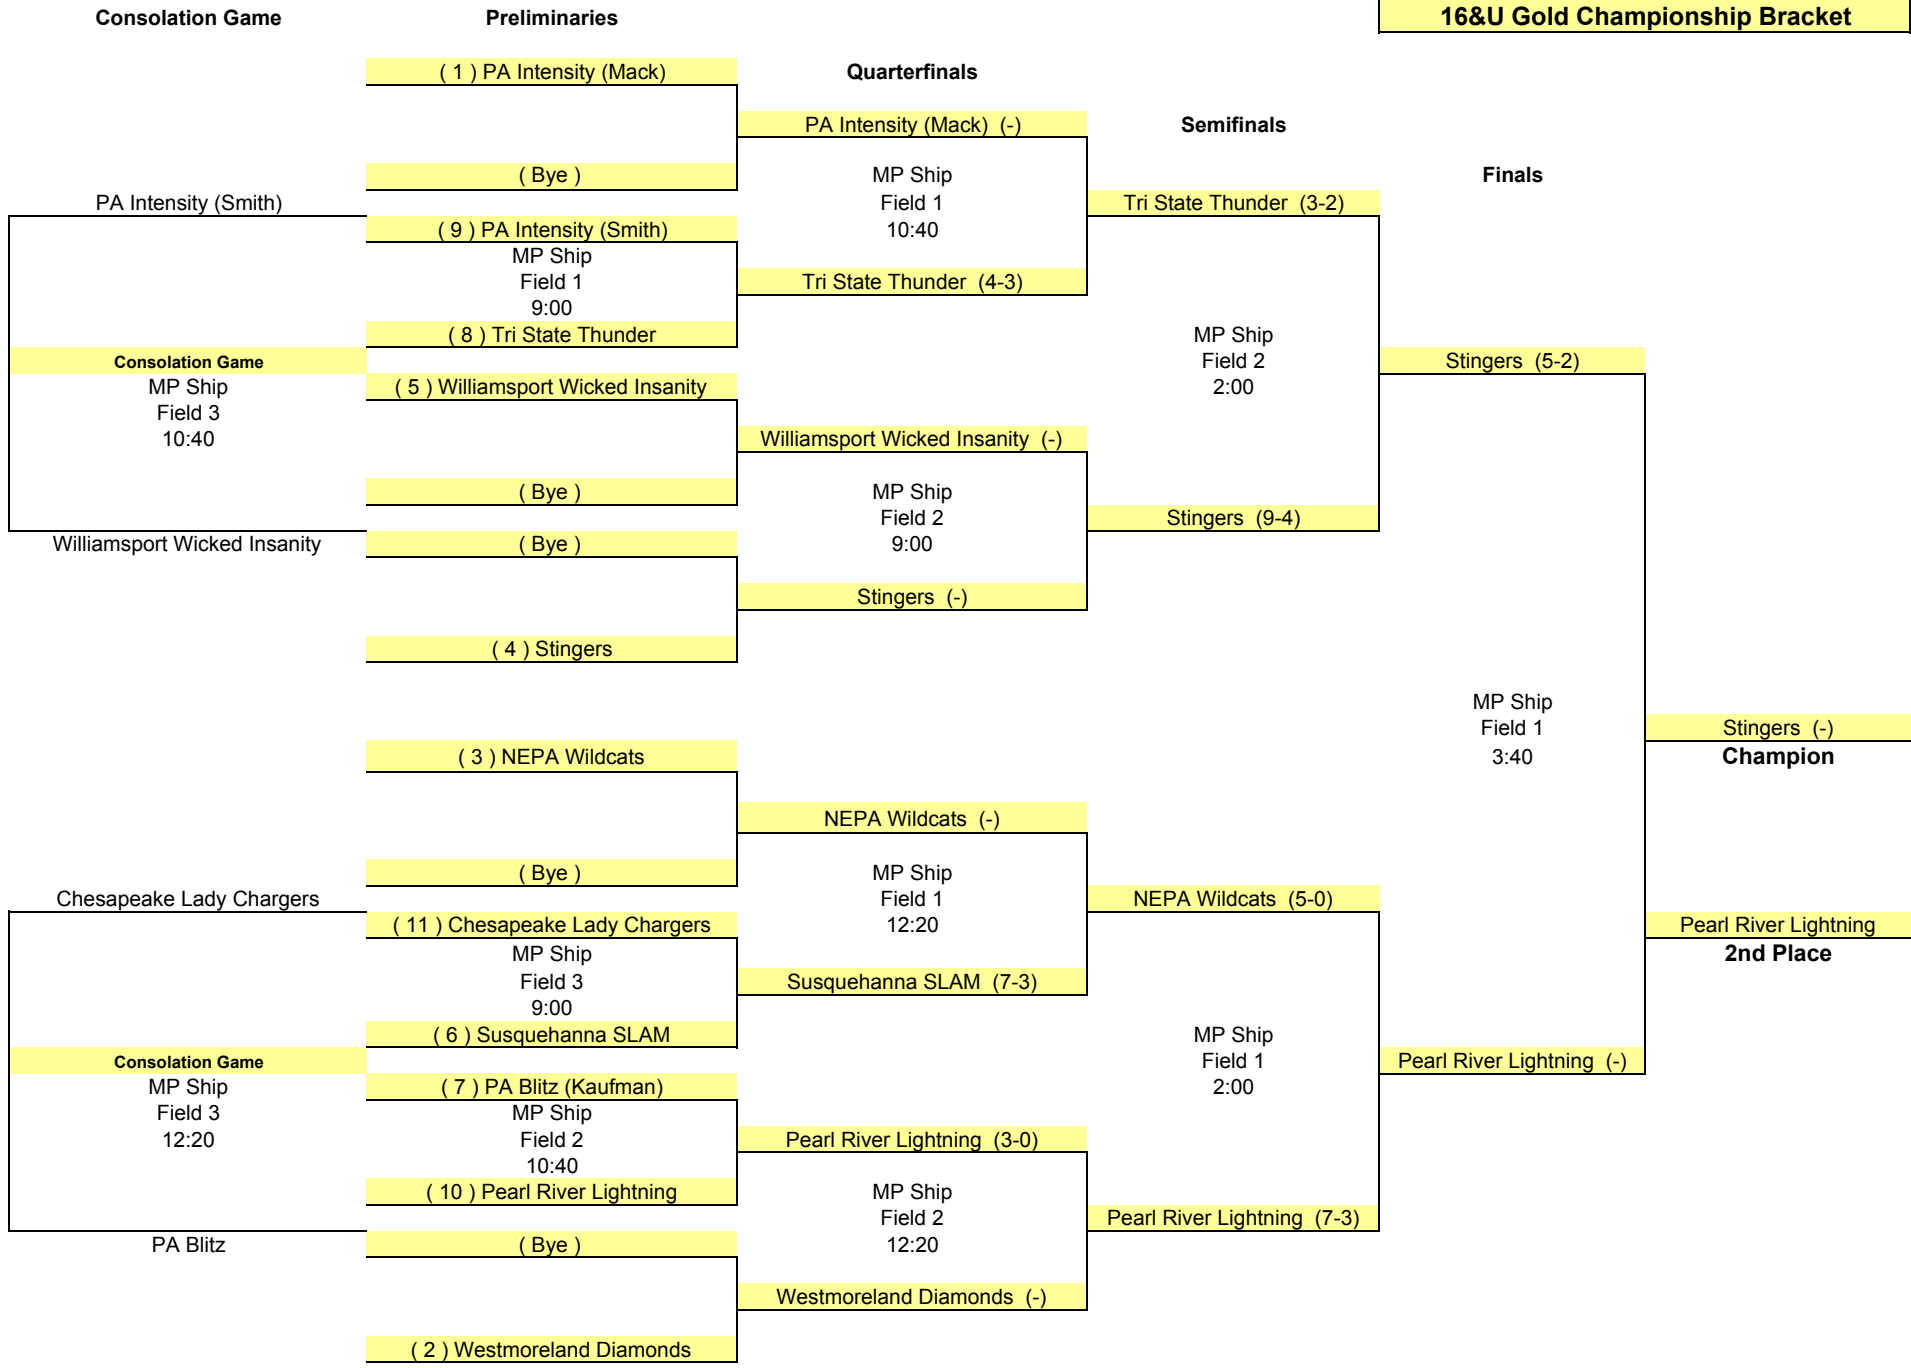 Consolation Game
Preliminaries
16&U Gold Championship Bracket
( 1 ) PA Intensity (Mack)
Quarterfinals
PA Intensity (Mack) (-)
Semifinals
( Bye )
MP Ship
Finals
PA Intensity (Smith)
Field 1
Tri State Thunder (3-2)
( 9 ) PA Intensity (Smith)
10:40
MP Ship
Field 1
Tri State Thunder (4-3)
9:00
( 8 ) Tri State Thunder
MP Ship
Consolation Game
Field 2
Stingers (5-2)
MP Ship
( 5 ) Williamsport Wicked Insanity
2:00
Field 3
10:40
Williamsport Wicked Insanity (-)
( Bye )
MP Ship
Field 2
Stingers (9-4)
Williamsport Wicked Insanity
( Bye )
9:00
Stingers (-)
( 4 ) Stingers
MP Ship
Field 1
Stingers (-)
( 3 ) NEPA Wildcats
3:40
Champion
NEPA Wildcats (-)
( Bye )
MP Ship
Chesapeake Lady Chargers
Field 1
NEPA Wildcats (5-0)
( 11 ) Chesapeake Lady Chargers
12:20
Pearl River Lightning
MP Ship
2nd Place
Field 3
Susquehanna SLAM (7-3)
9:00
( 6 ) Susquehanna SLAM
MP Ship
Consolation Game
Field 1
Pearl River Lightning (-)
MP Ship
( 7 ) PA Blitz (Kaufman)
2:00
Field 3
MP Ship
12:20
Field 2
Pearl River Lightning (3-0)
10:40
( 10 ) Pearl River Lightning
MP Ship
Field 2
Pearl River Lightning (7-3)
PA Blitz
( Bye )
12:20
Westmoreland Diamonds (-)
( 2 ) Westmoreland Diamonds